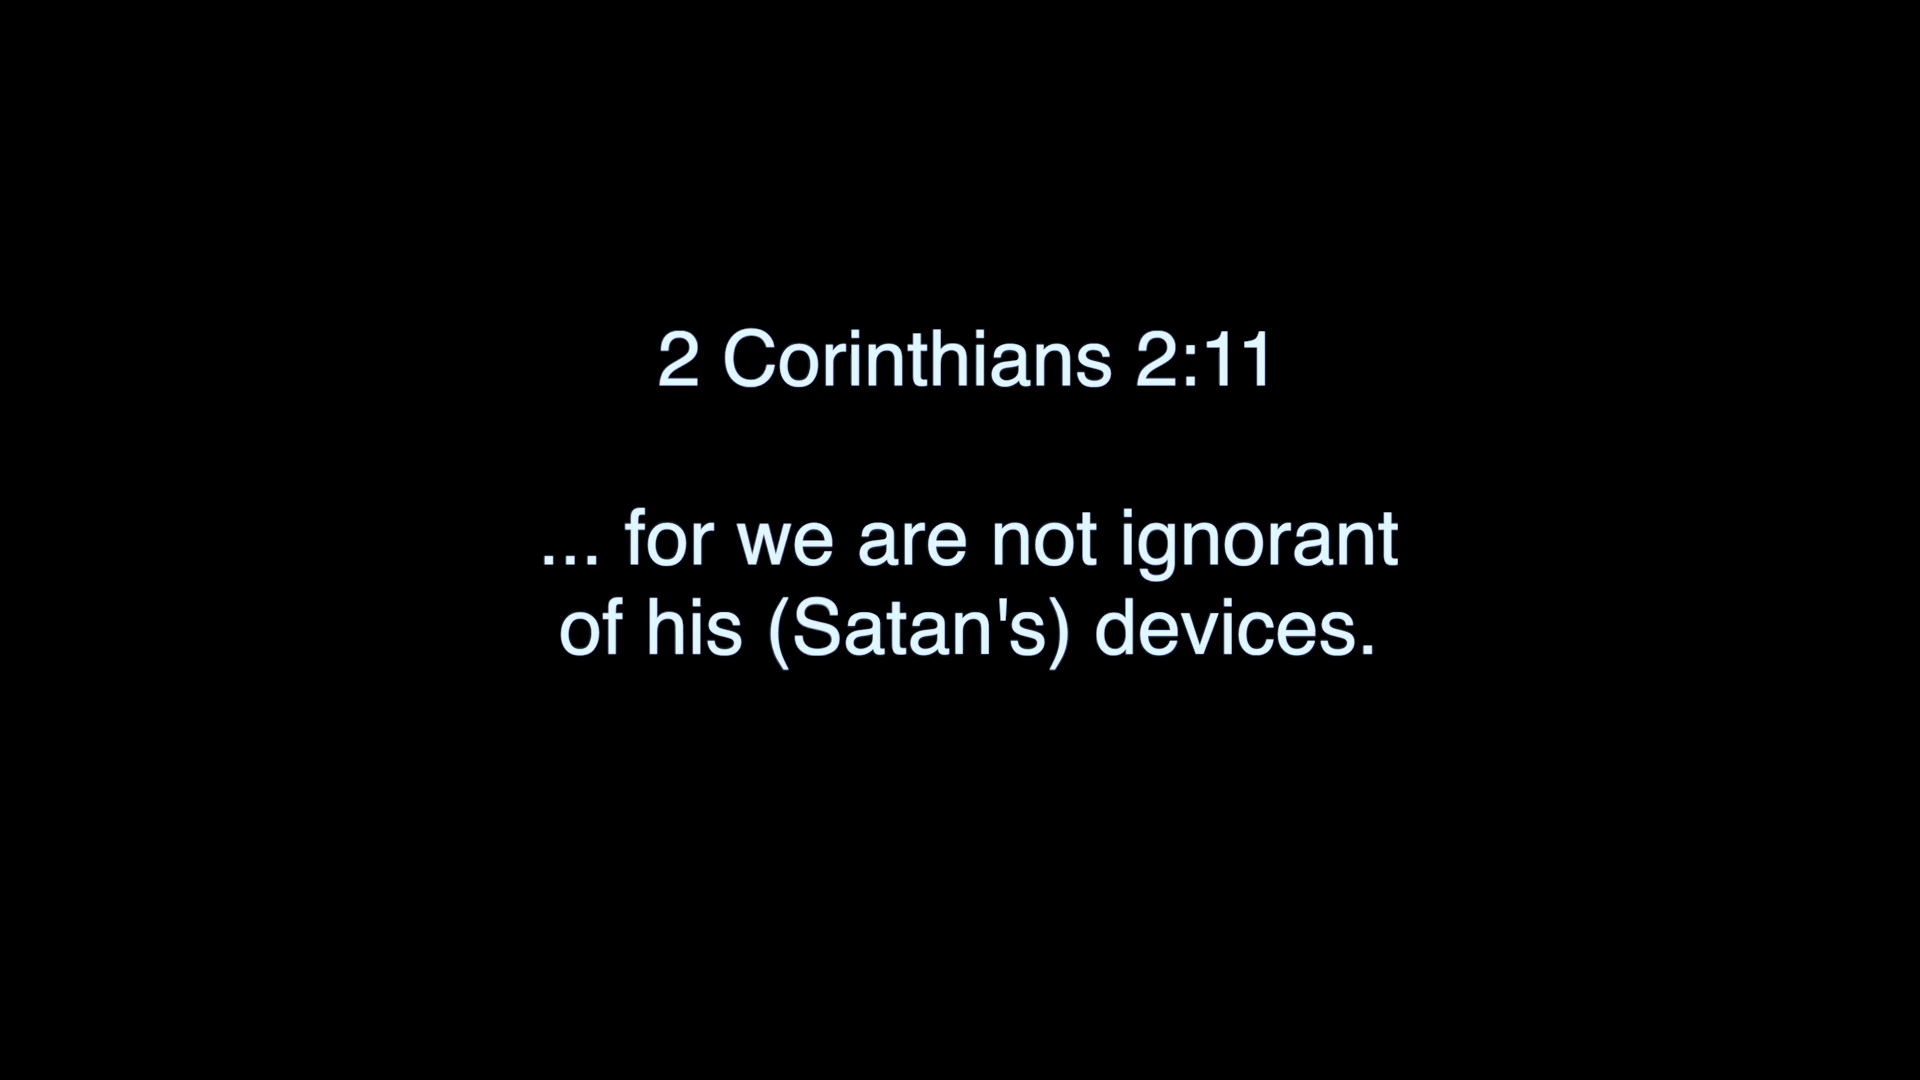 2 Corinthians 2:11
... for we are not ignorant
of his (Satan's) devices.